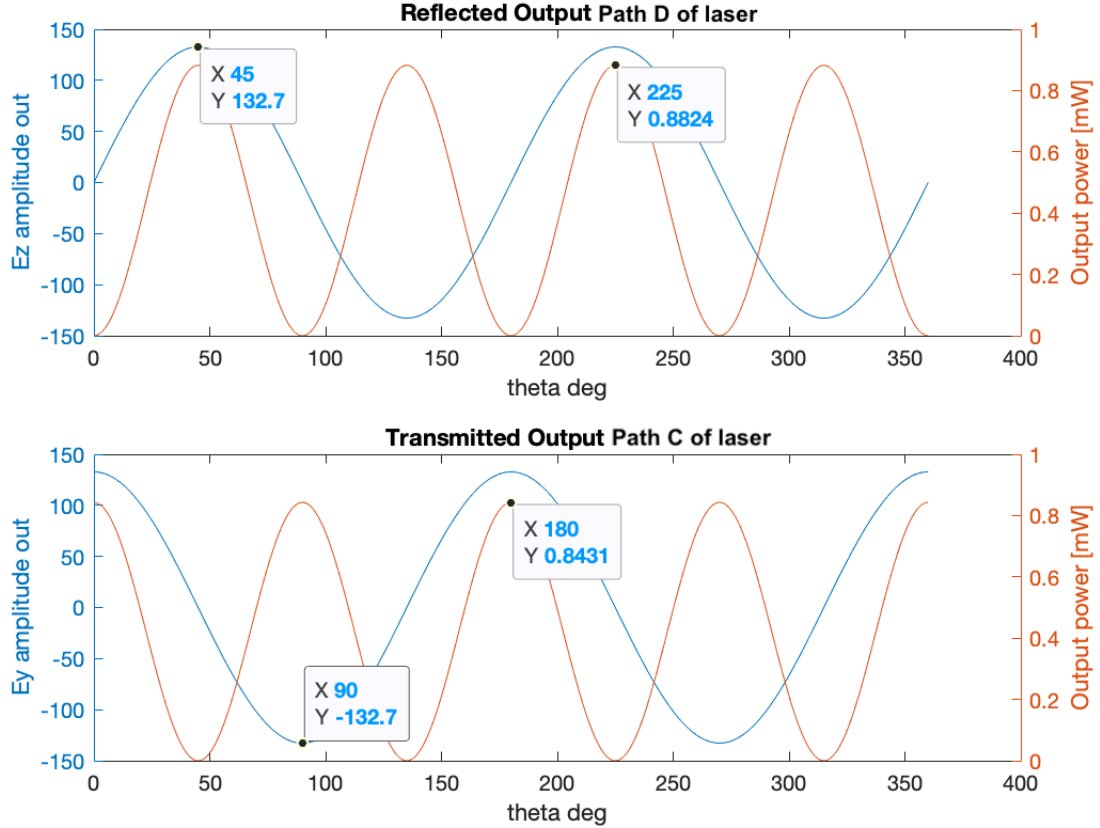 Reflected Output Path D of laser
150
100
50
0
-50
-100
-150
Ez amplitude out
X 45
Y 132.7
X 225
Y 0.8824
1
0.8
0.6
0.4
0.2
0
Output power [mW]
0 50 100 150 200 250 300 350 400
theta deg
Transmitted Output Path C of laser
150
100
50
0
-50
-100
-150
Ey amplitude out
X 180
Y 0.8431
X 90
Y -132.7
1
0.8
0.6
0.4
0.2
0
Output power [mW]
0 50 100 150 200 250 300 350 400
theta deg